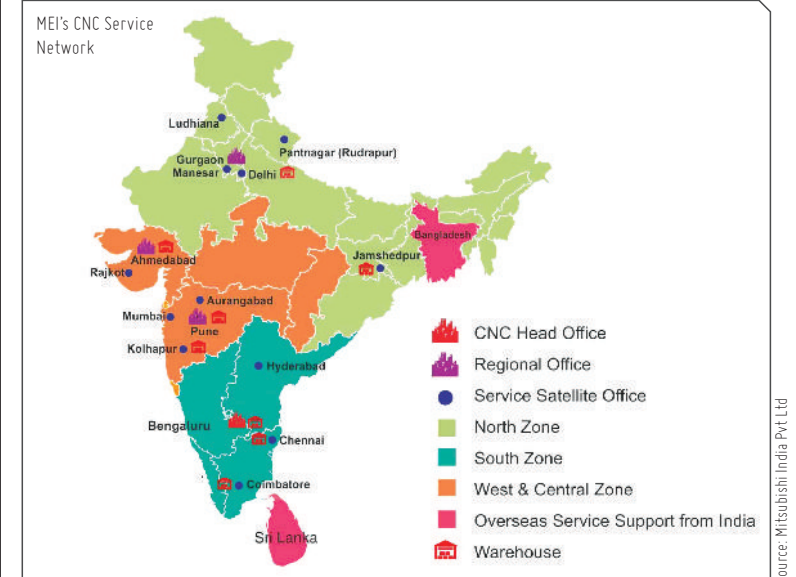 MEI's CNC Service
Network
Ludhiana
Pantnagar (Rudrapur)
Gurgaon
Manesar
Delhi
Bangladesh
Jamshedpur
Ahmedabad
Rajkot
Aurangabad
Mumbai
Pune
Kolhapur
Hyderabad
Bengaluru
Chennai
Coimbatore
Sri Lanka
CNC Head Office
Regional Office
Service Satellite Office
North Zone
South Zone
West & Central Zone
Overseas Service Support from India
Warehouse
ource: Mitsubishi India Pvt Ltd